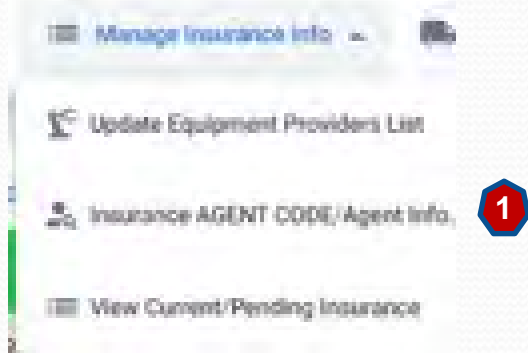 Manage Insurance Info
Update Equipment Providers List
Insurance AGENT CODE/Agent Info.
1
View Current/Pending Insurance